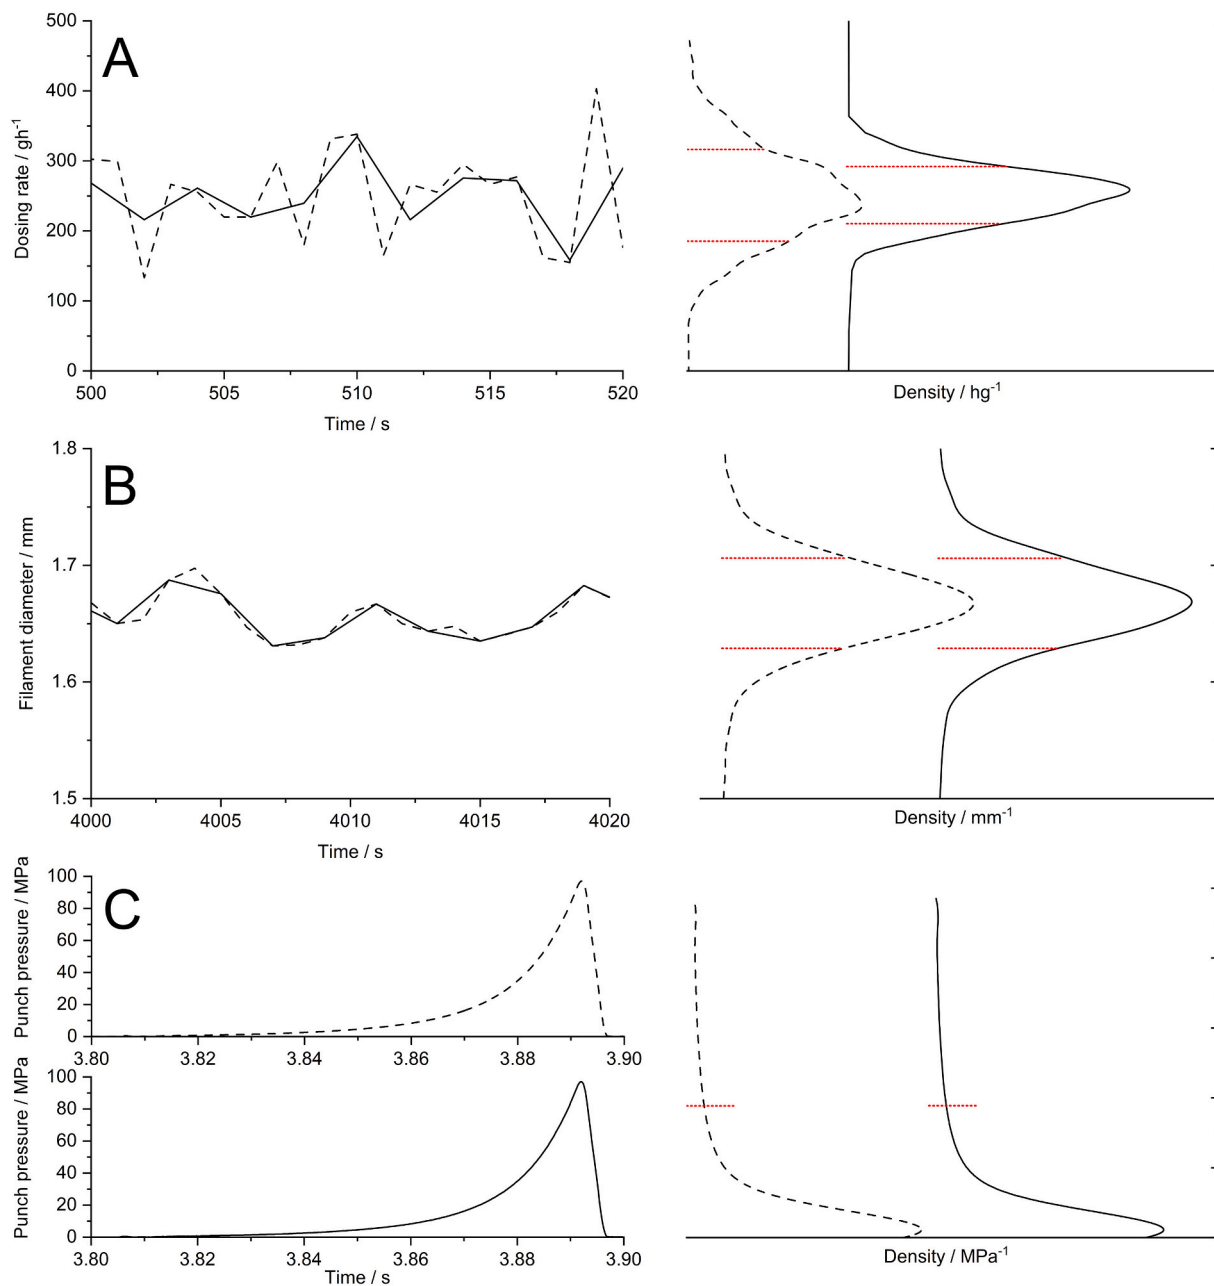 A
500
400
300
200
100
0
Dosing rate / gh⁻¹
500 505 510 515 520
Time / s
Density / hg⁻¹
B
1.8
1.7
1.6
1.5
Filament diameter / mm
4000 4005 4010 4015 4020
Time / s
Density / mm⁻¹
C
100
80
60
40
20
0
Punch pressure / MPa
3.80 3.82 3.84 3.86 3.88 3.90
100
80
60
40
20
0
Punch pressure / MPa
3.80 3.82 3.84 3.86 3.88 3.90
Time / s
Density / MPa⁻¹